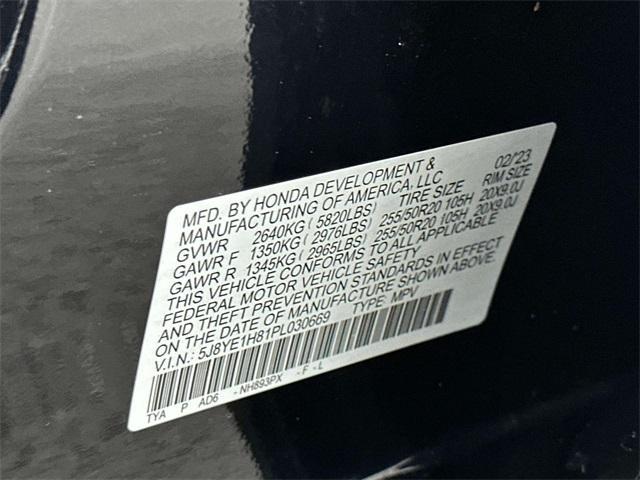 MFD. BY HONDA DEVELOPMENT & 02/'23
MANUFACTURING OF AMERICA, LLC
TIRE SIZE RIM SIZE
GVWR 2640KG( 5820LBS)
GAWR F 1350KG( 2976LBS) 255/50R20 105H 20X9.0J
GAWR R 1345KG( 2965LBS) 255/50R20 105H 20X9.0J
THIS VEHICLE CONFORMS TO ALL APPLICABLE
FEDERAL MOTOR VEHICLE SAFETY
AND THEFT PREVENTION STANDARDS IN EFFECT
ON THE DATE OF MANUFACTURE SHOWN ABOVE.
V.I.N.: 5J8YE1H81PL030669 TYPE: MPV
TYA P AD6 - NH893PX - F - L